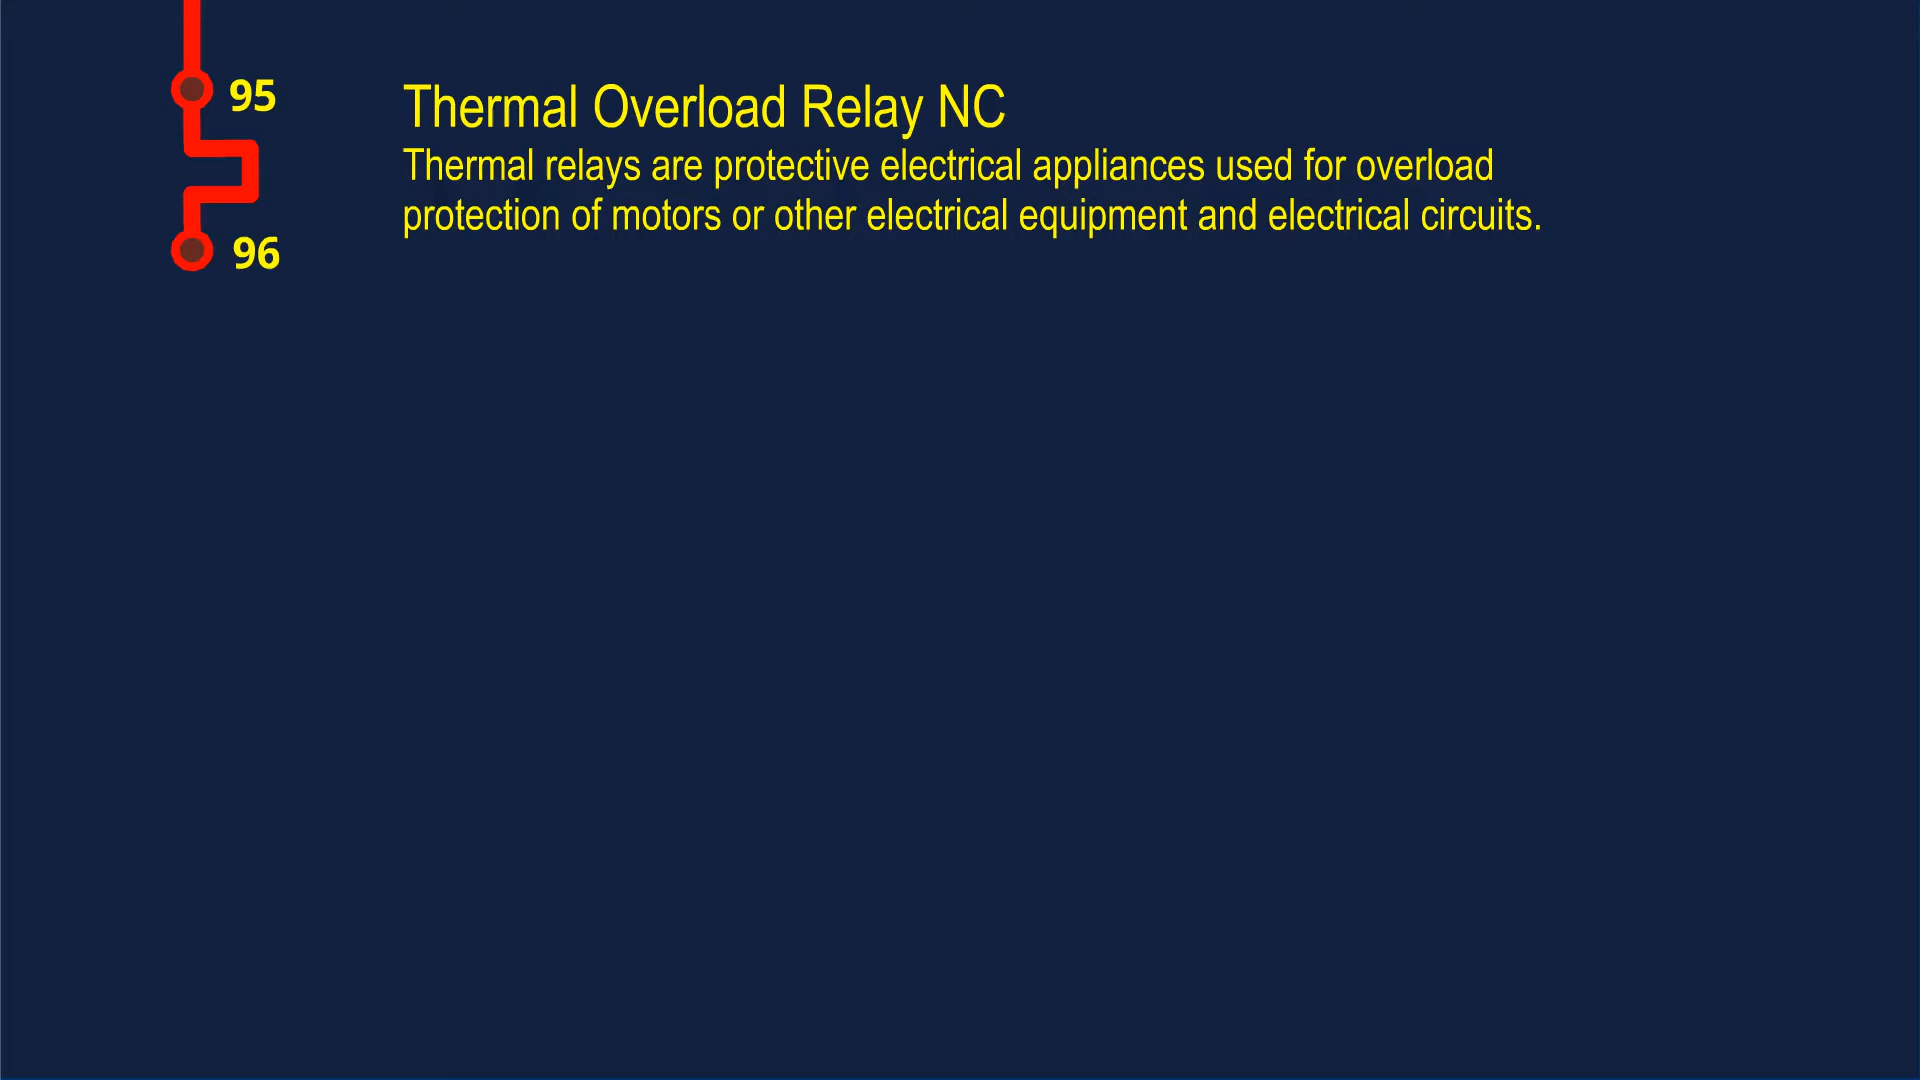 95
Thermal Overload Relay NC
Thermal relays are protective electrical appliances used for overload
protection of motors or other electrical equipment and electrical circuits.
96